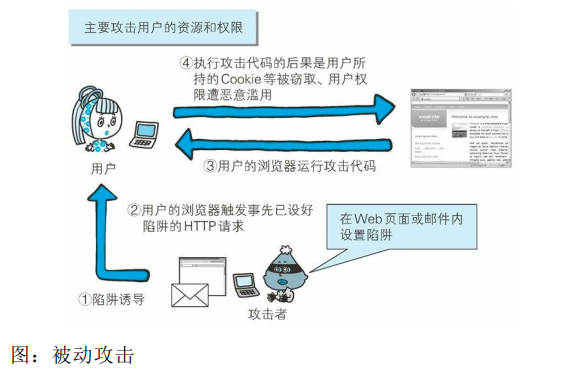 主要攻击用户的资源和权限
④执行攻击代码的后果是用户所
持的Cookie等被窃取、用户权
限遭恶意滥用
Welcome to example.com
用户
③用户的浏览器运行攻击代码
②用户的浏览器触发事先已设好
陷阱的HTTP请求
在Web页面或邮件内
设置陷阱
①陷阱诱导
攻击者
图：被动攻击